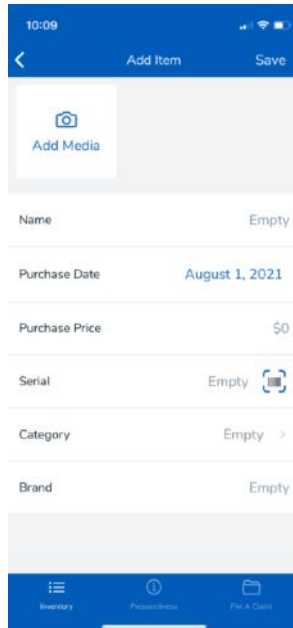 10:09
Add Item Save
Add Media
Name Empty
Purchase Date August 1, 2021
Purchase Price $0
Serial Empty
Category Empty
Brand Empty
Inventory Preparedness File A Claim